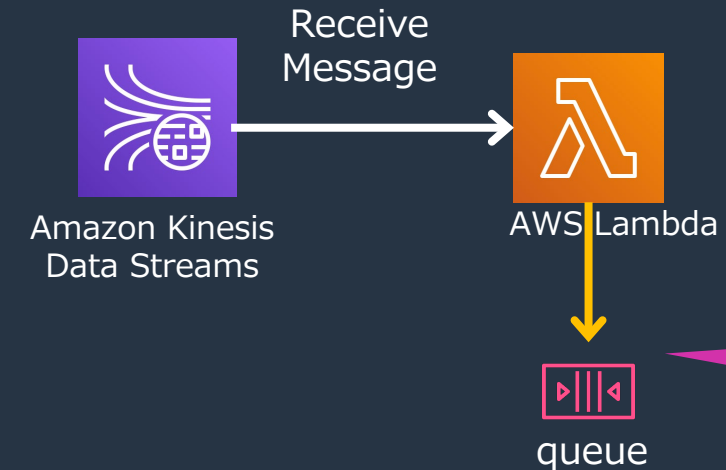 Receive
Message
Amazon Kinesis
Data Streams
AWS Lambda
queue